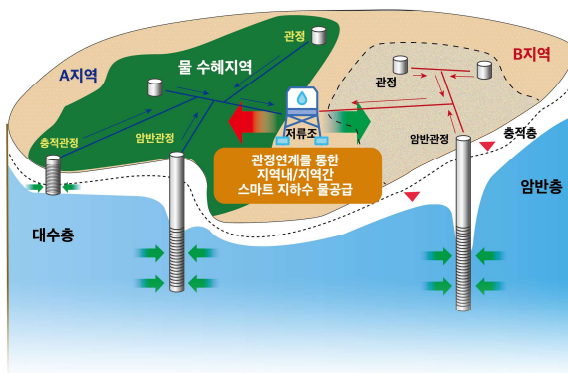 관정
A지역
물 수혜지역
B지역
관정
충적관정
암반관정
저류조
암반관정
충적층
관정연계를 통한
지역내/지역간
스마트 지하수 물공급
암반층
대수층